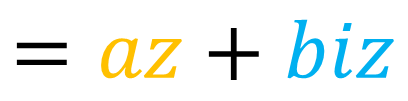 = az + biz